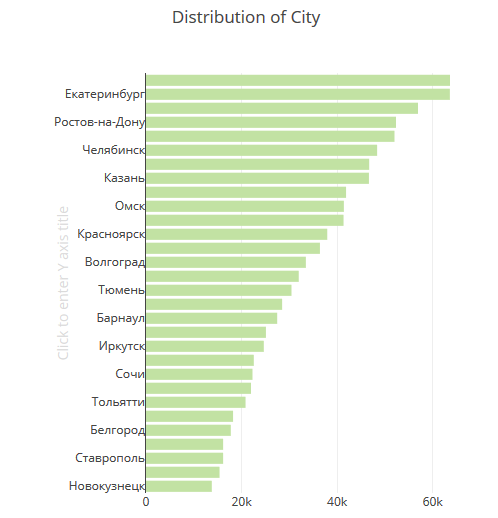 Distribution of City
Click to enter Y axis title
Екатеринбург
Ростов-на-Дону
Челябинск
Казань
Омск
Красноярск
Волгоград
Тюмень
Барнаул
Иркутск
Сочи
Тольятти
Белгород
Ставрополь
Новокузнецк
0 20k 40k 60k